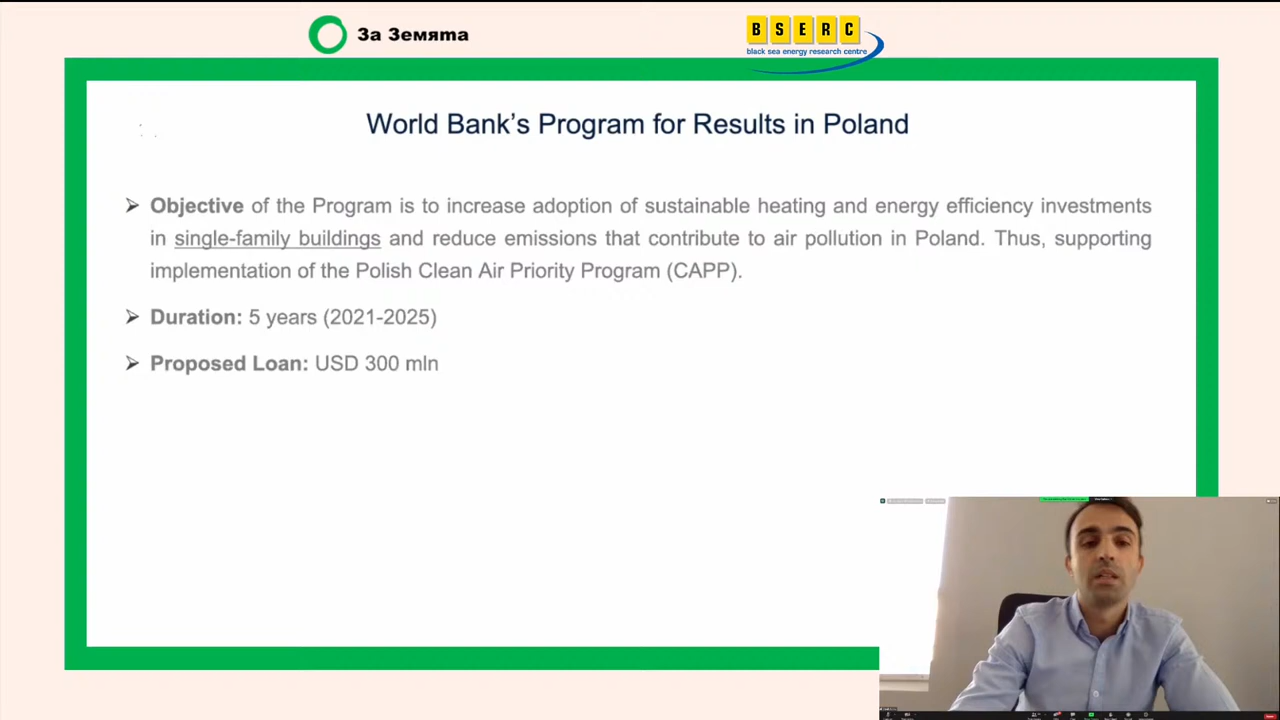 За Земята
BSERC
black sea energy research centre
World Bank’s Program for Results in Poland
➢ Objective of the Program is to increase adoption of sustainable heating and energy efficiency investments
in single-family buildings and reduce emissions that contribute to air pollution in Poland. Thus, supporting
implementation of the Polish Clean Air Priority Program (CAPP).
➢ Duration: 5 years (2021-2025)
➢ Proposed Loan: USD 300 mln